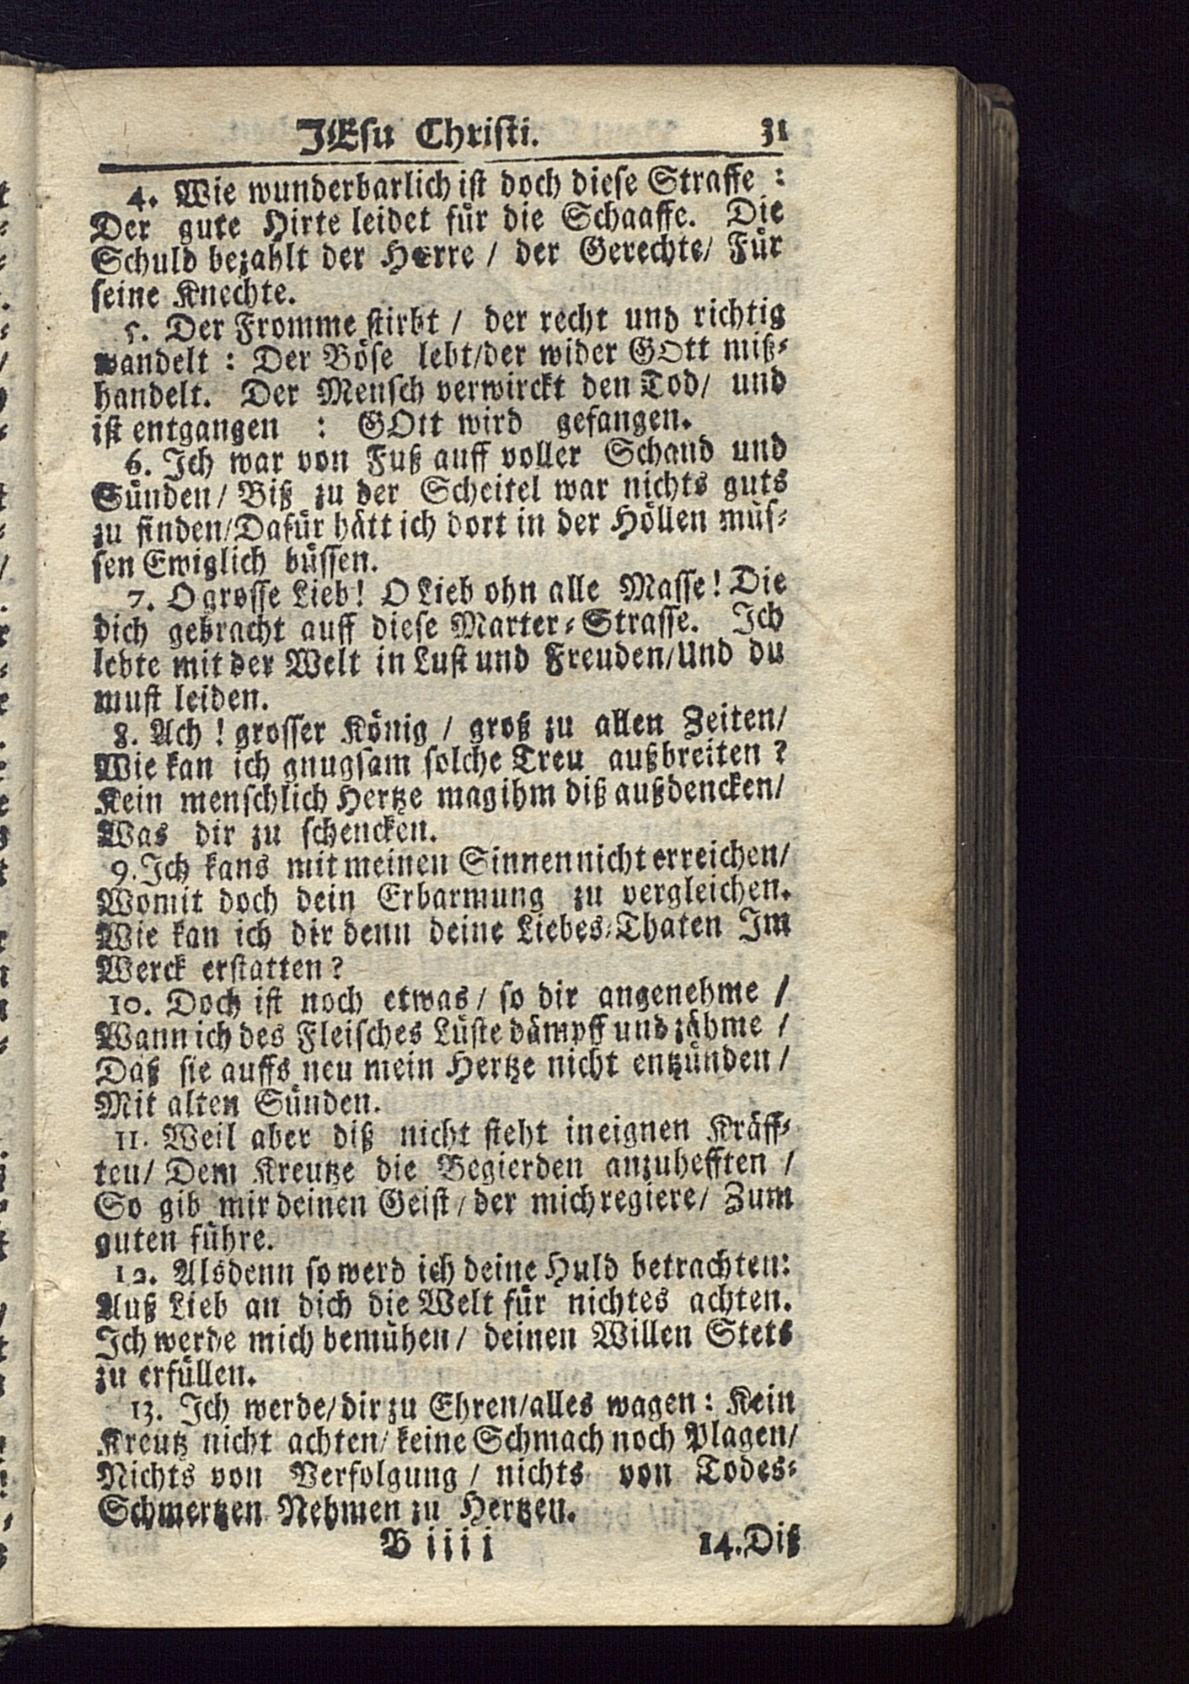 JEsu Christi. 31
4. Wie wunderbarlich ist doch diese Straffe :
Der gute Hirte leidet für die Schaaffe. Die
Schuld bezahlt der Herre / der Gerechte/ Für
seine Knechte.
5. Der Fromme stirbt / der recht und richtig
wandelt : Der Böse lebt/der wider GOtt miß-
handelt. Der Mensch verwirckt den Tod/ und
ist entgangen : GOtt wird gefangen.
6. Ich war von Fuß auff voller Schand und
Sünden/ Biß zu der Scheitel war nichts guts
zu finden/Dafür hätt ich dort in der Höllen müs-
sen Ewiglich büssen.
7. O grosse Lieb! O Lieb ohn alle Masse! Die
dich gebracht auff diese Marter-Strasse. Ich
lebte mit der Welt in Lust und Freuden/Und du
must leiden.
8. Ach ! grosser König / groß zu allen Zeiten/
Wie kan ich gnugsam solche Treu außbreiten ?
Kein menschlich Hertze mag ihm diß außdencken/
Was dir zu schencken.
9. Ich kans mit meinen Sinnen nicht erreichen/
Womit doch dein Erbarmung zu vergleichen.
Wie kan ich dir denn deine Liebes-Thaten Im
Werck erstatten?
10. Doch ist noch etwas/ so dir angenehme /
Wann ich des Fleisches Lüste dämpff und zähme /
Daß sie auffs neu mein Hertze nicht entzünden/
Mit alten Sünden.
11. Weil aber diß nicht steht in eignen Kräff-
ten/ Dem Kreutze die Begierden anzuhefften /
So gib mir deinen Geist/der mich regiere/ Zum
guten führe.
12. Alsdenn so werd ich deine Huld betrachten:
Auß Lieb an dich die Welt für nichtes achten.
Ich werde mich bemühen/ deinen Willen Stets
zu erfüllen.
13. Ich werde/dir zu Ehren/alles wagen: Kein
Kreutz nicht achten/keine Schmach noch Plagen/
Nichts von Verfolgung / nichts von Todes-
Schmertzen Nehmen zu Hertzen.
B iiii 14. Diß